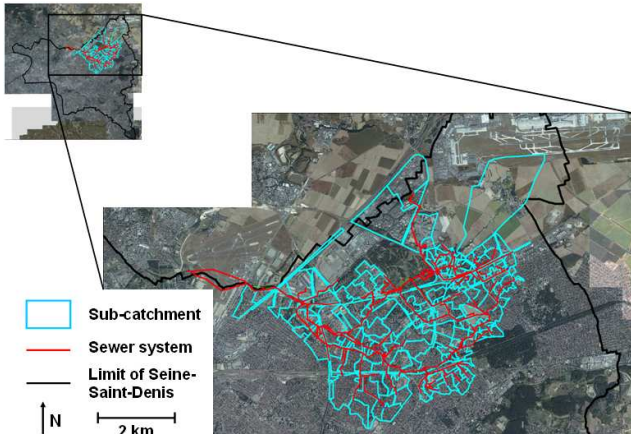 Sub-catchment
Sewer system
Limit of Seine-
Saint-Denis
N
2 km